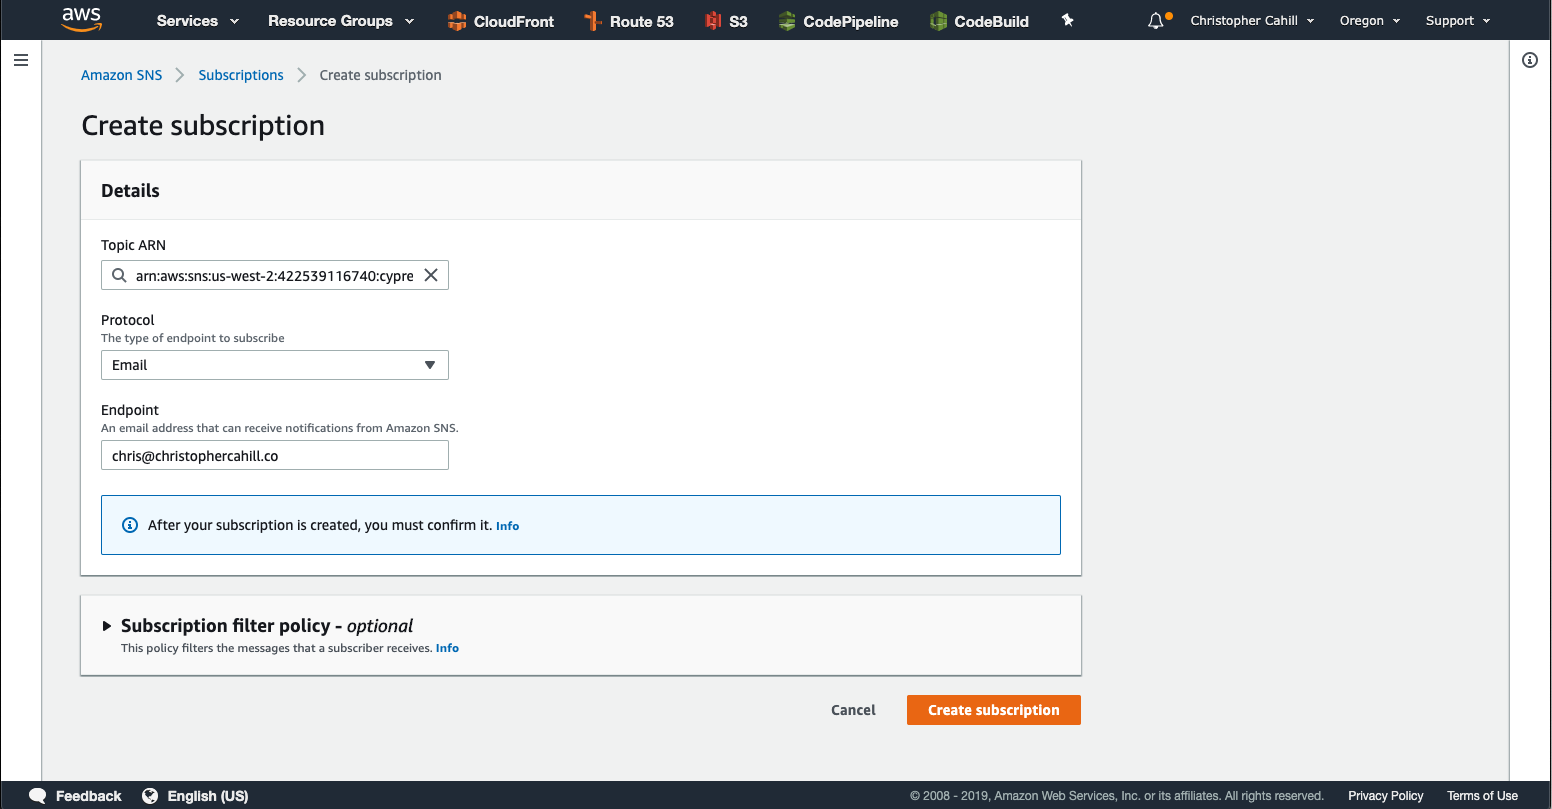 aws Services Resource Groups CloudFront Route 53 S3 CodePipeline CodeBuild Christopher Cahill Oregon Support
Amazon SNS Subscriptions Create subscription
Create subscription
Details
Topic ARN
arn:aws:sns:us-west-2:422539116740:cypre
Protocol
The type of endpoint to subscribe
Email
Endpoint
An email address that can receive notifications from Amazon SNS.
chris@christophercahill.co
After your subscription is created, you must confirm it. Info
Subscription filter policy - optional
This policy filters the messages that a subscriber receives. Info
Cancel Create subscription
Feedback English (US) © 2008 - 2019, Amazon Web Services, Inc. or its affiliates. All rights reserved. Privacy Policy Terms of Use